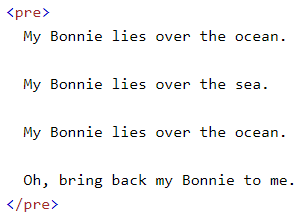 <pre>
My Bonnie lies over the ocean.
My Bonnie lies over the sea.
My Bonnie lies over the ocean.
Oh, bring back my Bonnie to me.
</pre>